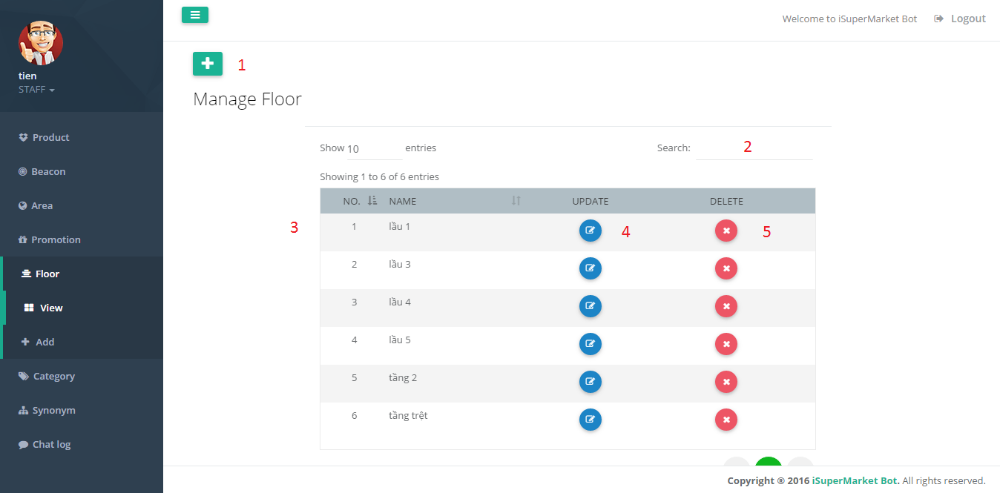 Welcome to iSuperMarket Bot Logout
tien
STAFF
Product
Beacon
Area
Promotion
Floor
View
Add
Category
Synonym
Chat log
1
Manage Floor
Show 10 entries
Search: 2
Showing 1 to 6 of 6 entries
NO. NAME UPDATE DELETE
3 1 lầu 1 4 5
2 lầu 3
3 lầu 4
4 lầu 5
5 tầng 2
6 tầng trệt
Copyright ® 2016 iSuperMarket Bot. All rights reserved.